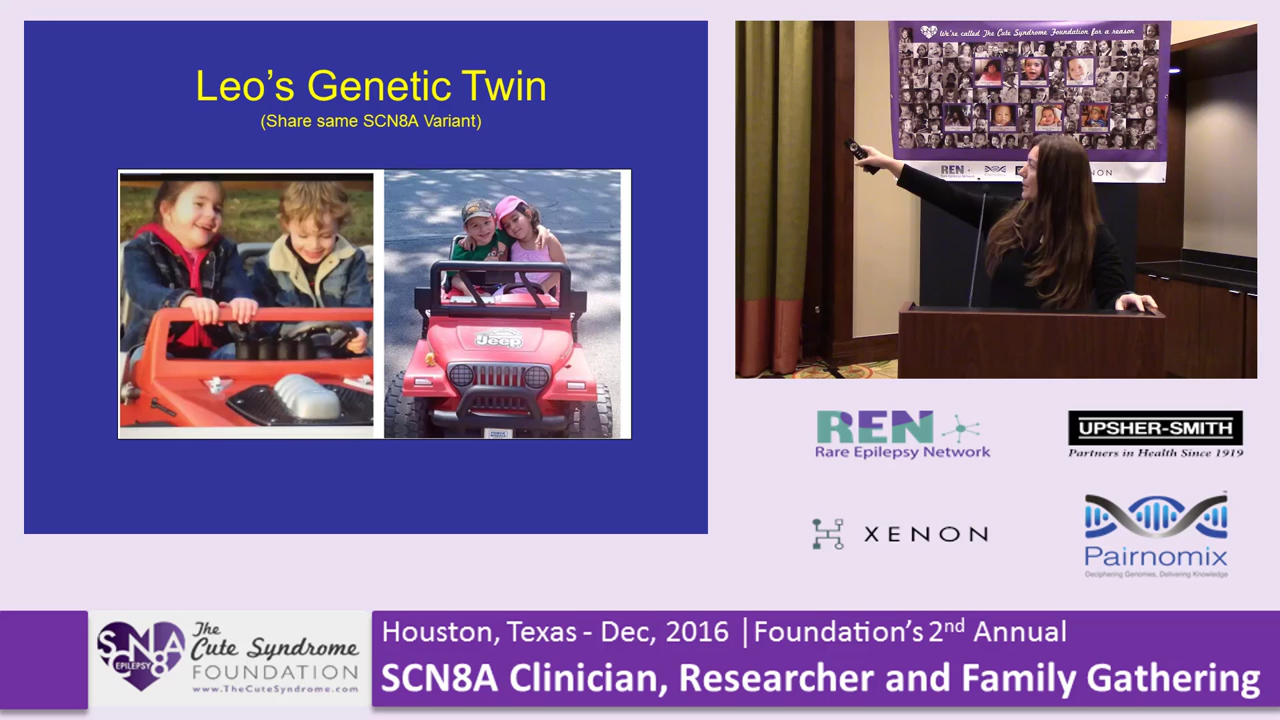 Leo's Genetic Twin
(Share same SCN8A Variant)
Jeep
We're called The Cute Syndrome Foundation for a reason
REN
XENON
REN
Rare Epilepsy Network
UPSHER-SMITH
Partners in Health Since 1919
XENON
Pairnomix
Deciphering Genomes, Delivering Knowledge
SCN8A
EPILEPSY
The
Cute Syndrome
FOUNDATION
www.TheCuteSyndrome.com
Houston, Texas - Dec, 2016 | Foundation's 2nd Annual
SCN8A Clinician, Researcher and Family Gathering